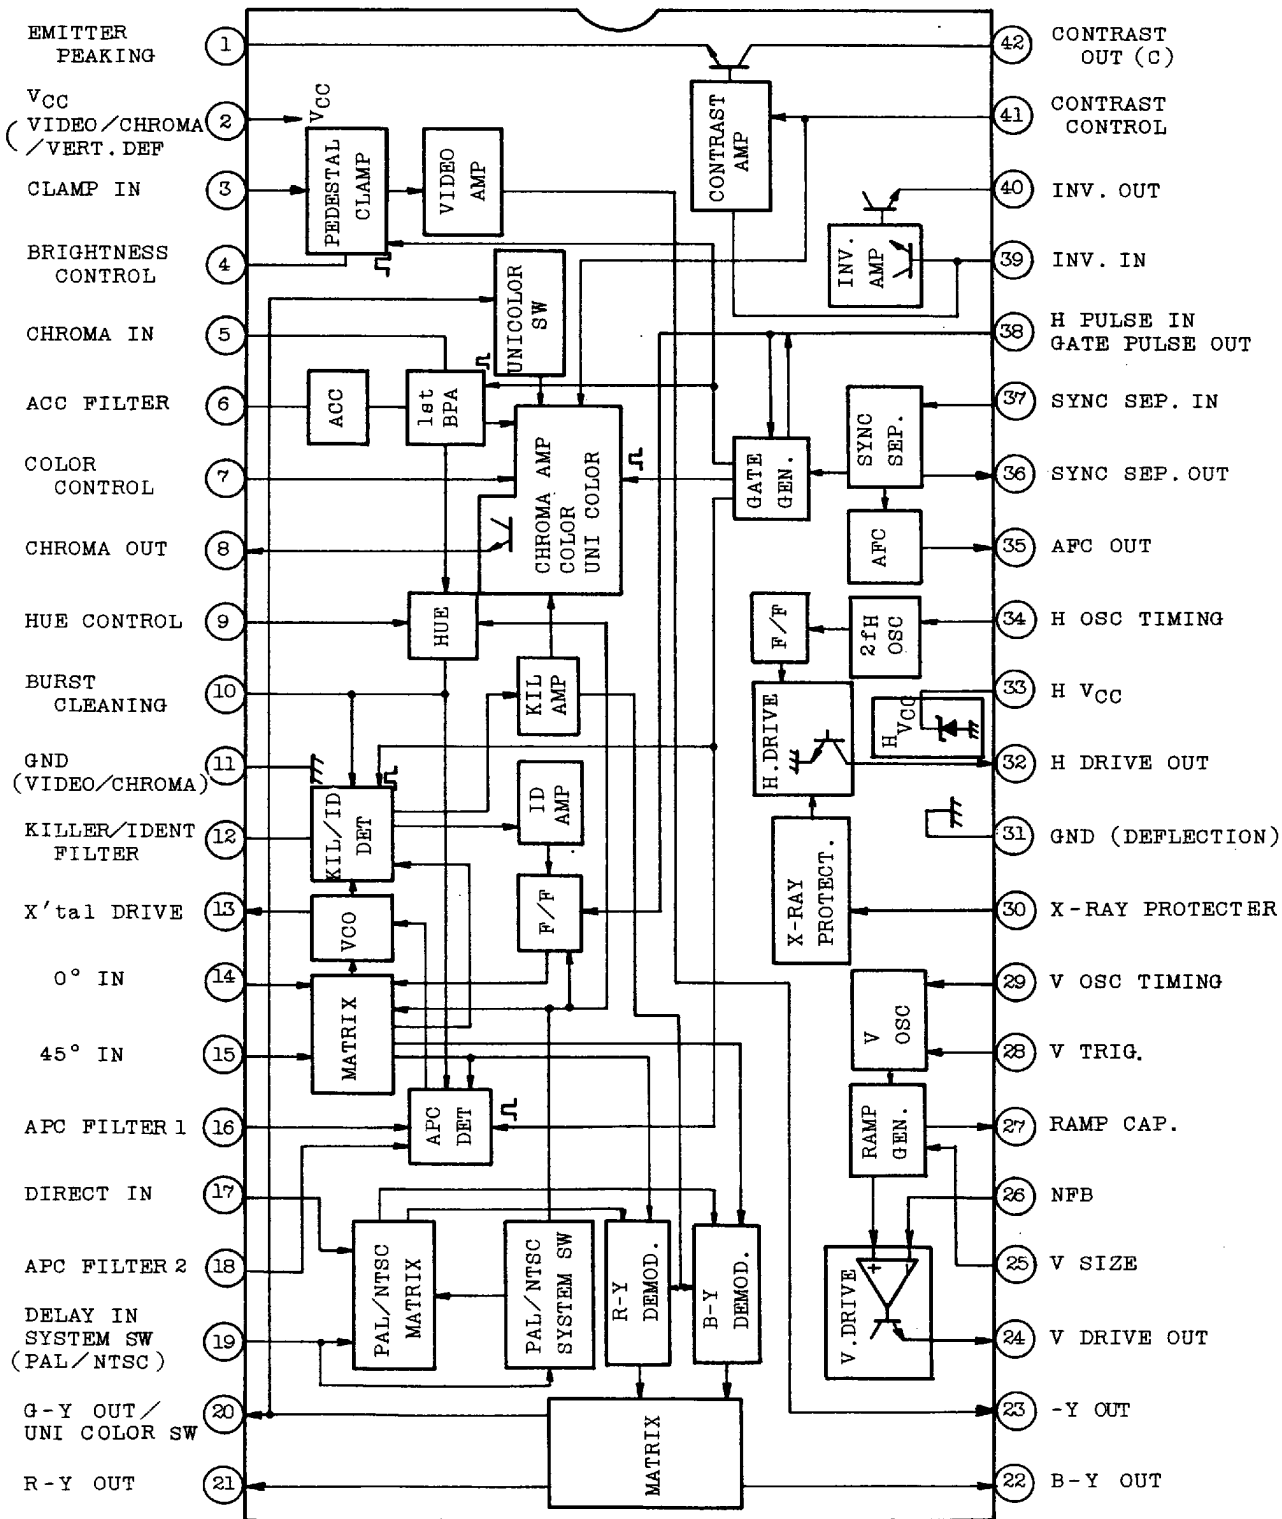 EMITTER
PEAKING
1
VCC
(VIDEO/CHROMA
/VERT.DEF
2
CLAMP IN
3
BRIGHTNESS
CONTROL
4
CHROMA IN
5
ACC FILTER
6
COLOR
CONTROL
7
CHROMA OUT
8
HUE CONTROL
9
BURST
CLEANING
10
GND
(VIDEO/CHROMA)
11
KILLER/IDENT
FILTER
12
X'tal DRIVE
13
0° IN
14
45° IN
15
APC FILTER 1
16
DIRECT IN
17
APC FILTER 2
18
DELAY IN
SYSTEM SW
(PAL/NTSC)
19
G-Y OUT/
UNI COLOR SW
20
R-Y OUT
21
VCC
PEDESTAL
CLAMP
VIDEO
AMP
UNICOLOR
SW
ACC
1st
BPA
CHROMA AMP
COLOR
UNI COLOR
HUE
KIL
AMP
KIL/ID
DET
ID
AMP
F/F
VCO
MATRIX
APC
DET
PAL/NTSC
MATRIX
PAL/NTSC
SYSTEM SW
R-Y
DEMOD.
B-Y
DEMOD.
MATRIX
CONTRAST
AMP
INV.
AMP
GATE
GEN.
SYNC
SEP.
AFC
F/F
2fH
OSC
H.DRIVE
H VCC
X-RAY
PROTECT.
V
OSC
RAMP
GEN.
V.DRIVE
+
-
42
CONTRAST
OUT (C)
41
CONTRAST
CONTROL
40
INV. OUT
39
INV. IN
38
H PULSE IN
GATE PULSE OUT
37
SYNC SEP. IN
36
SYNC SEP. OUT
35
AFC OUT
34
H OSC TIMING
33
H VCC
32
H DRIVE OUT
31
GND (DEFLECTION)
30
X-RAY PROTECTER
29
V OSC TIMING
28
V TRIG.
27
RAMP CAP.
26
NFB
25
V SIZE
24
V DRIVE OUT
23
-Y OUT
22
B-Y OUT